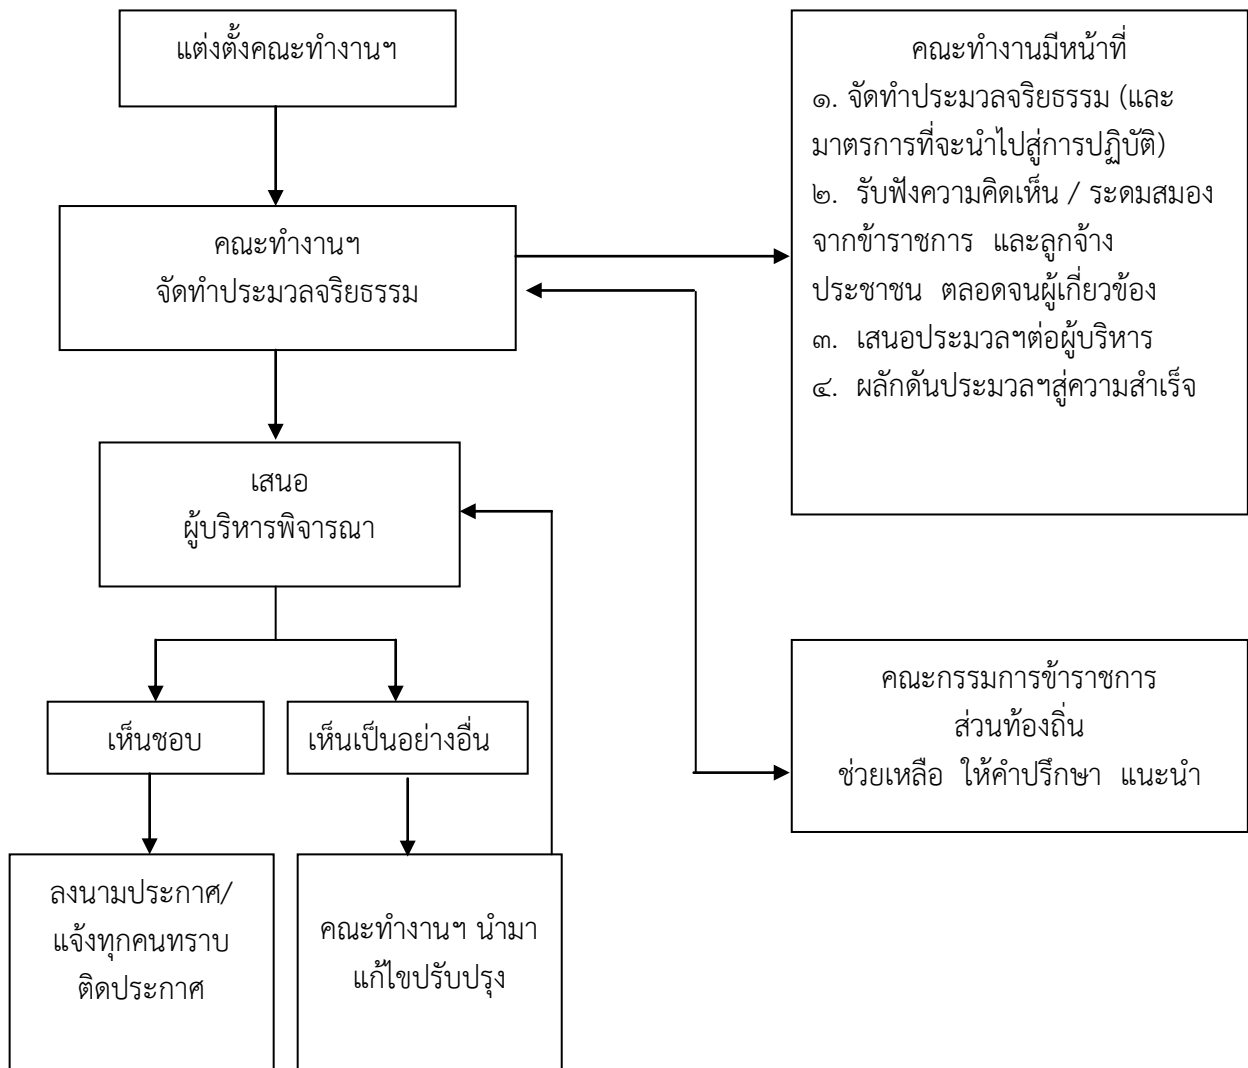 แต่งตั้งคณะทำงานฯ
คณะทำงานฯ
จัดทำประมวลจริยธรรม
คณะทำงานมีหน้าที่
๑. จัดทำประมวลจริยธรรม (และ
มาตรการที่จะนำไปสู่การปฏิบัติ)
๒. รับฟังความคิดเห็น / ระดมสมอง
จากข้าราชการ และลูกจ้าง
ประชาชน ตลอดจนผู้เกี่ยวข้อง
๓. เสนอประมวลฯต่อผู้บริหาร
๔. ผลักดันประมวลฯสู่ความสำเร็จ
เสนอ
ผู้บริหารพิจารณา
คณะกรรมการข้าราชการ
ส่วนท้องถิ่น
ช่วยเหลือ ให้คำปรึกษา แนะนำ
เห็นชอบ
เห็นเป็นอย่างอื่น
ลงนามประกาศ/
แจ้งทุกคนทราบ
ติดประกาศ
คณะทำงานฯ นำมา
แก้ไขปรับปรุง